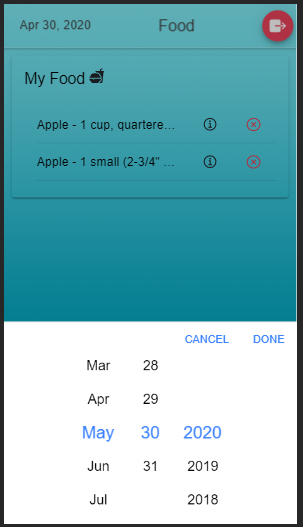 Apr 30, 2020 Food
My Food
Apple - 1 cup, quartere...
Apple - 1 small (2-3/4" ...
CANCEL DONE
Mar 28
Apr 29
May 30 2020
Jun 31 2019
Jul 2018